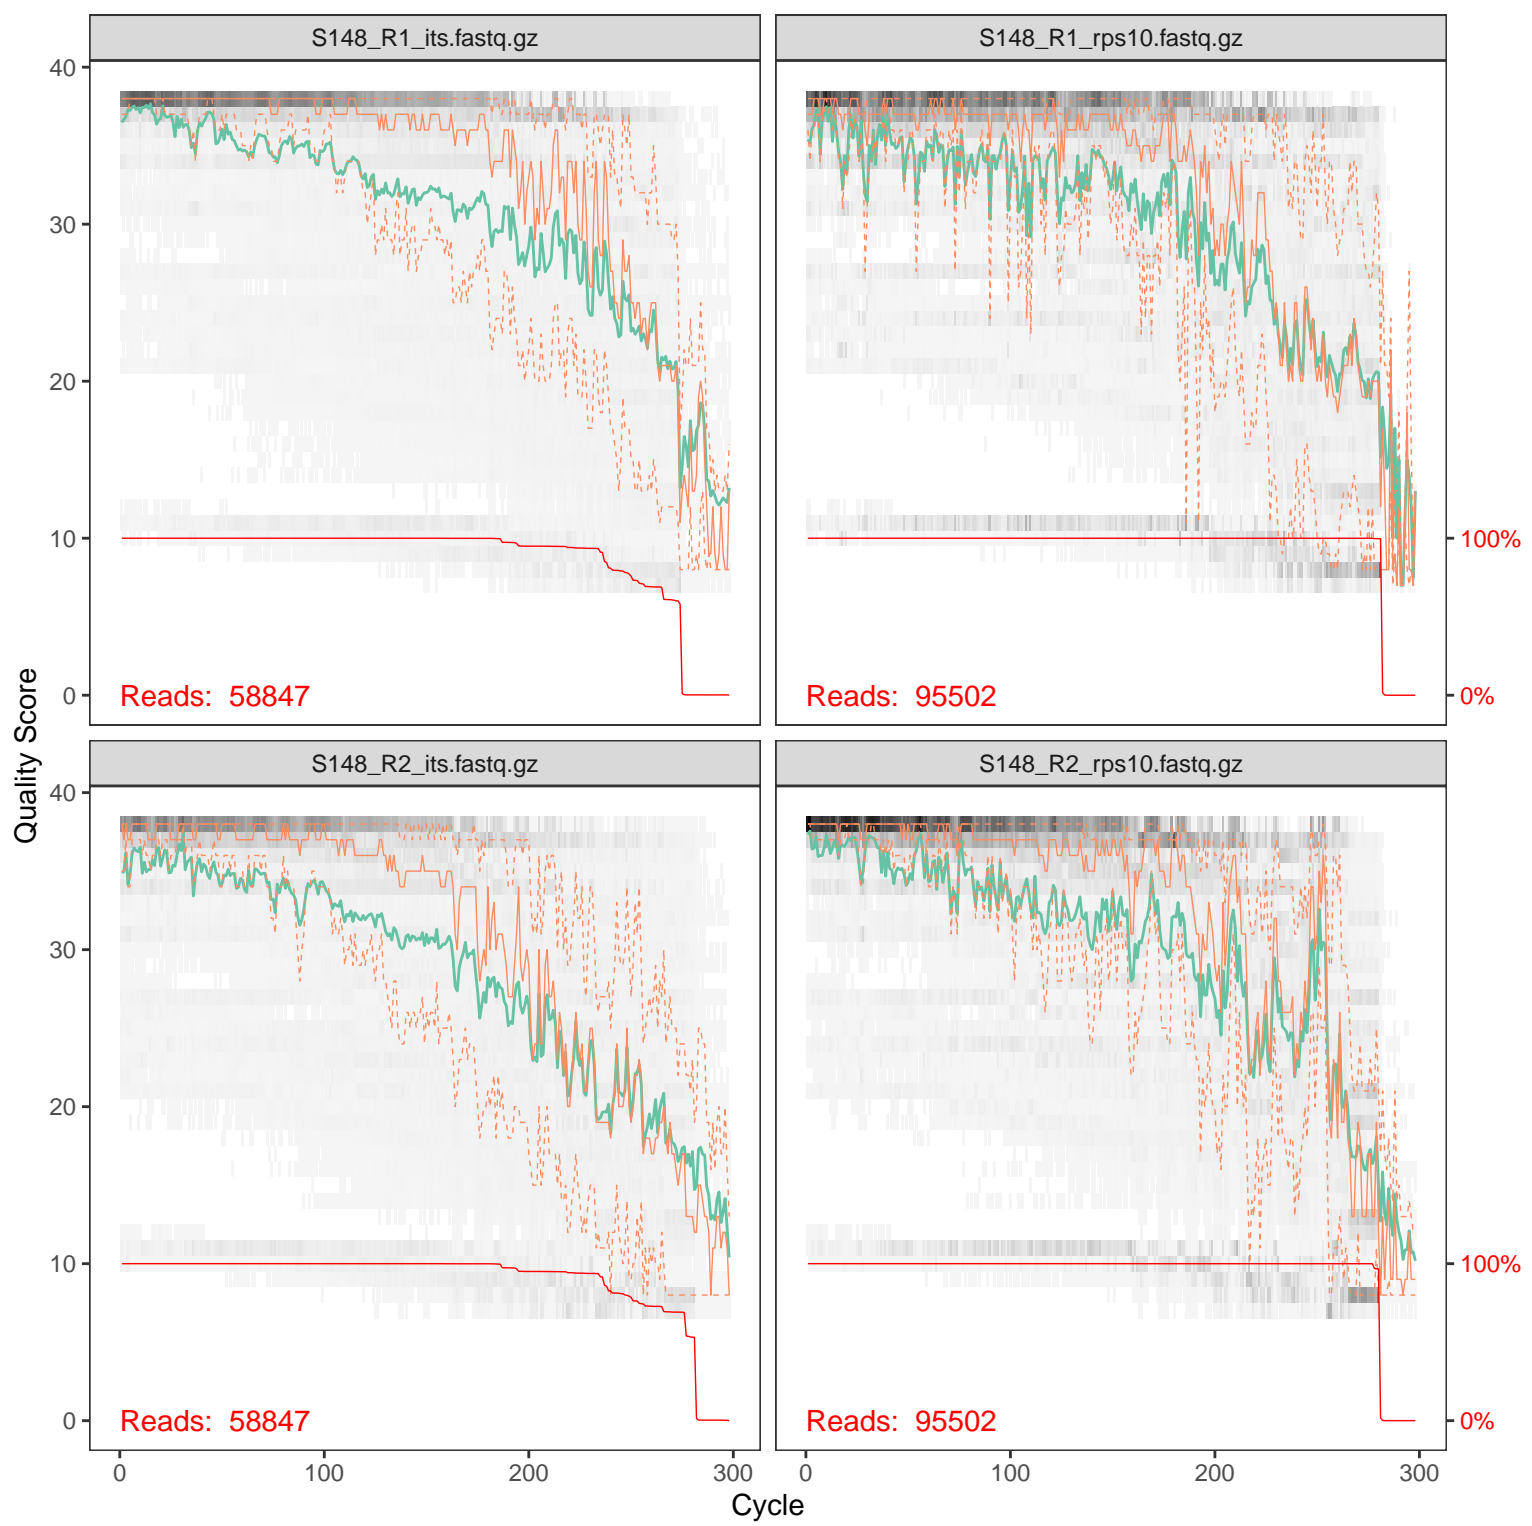 S148_R1_its.fastq.gz
S148_R1_rps10.fastq.gz
40
30
20
10
0
Reads: 58847
Reads: 95502
100%
0%
Quality Score
S148_R2_its.fastq.gz
S148_R2_rps10.fastq.gz
40
30
20
10
0
Reads: 58847
Reads: 95502
100%
0%
0 100 200 300
0 100 200 300
Cycle